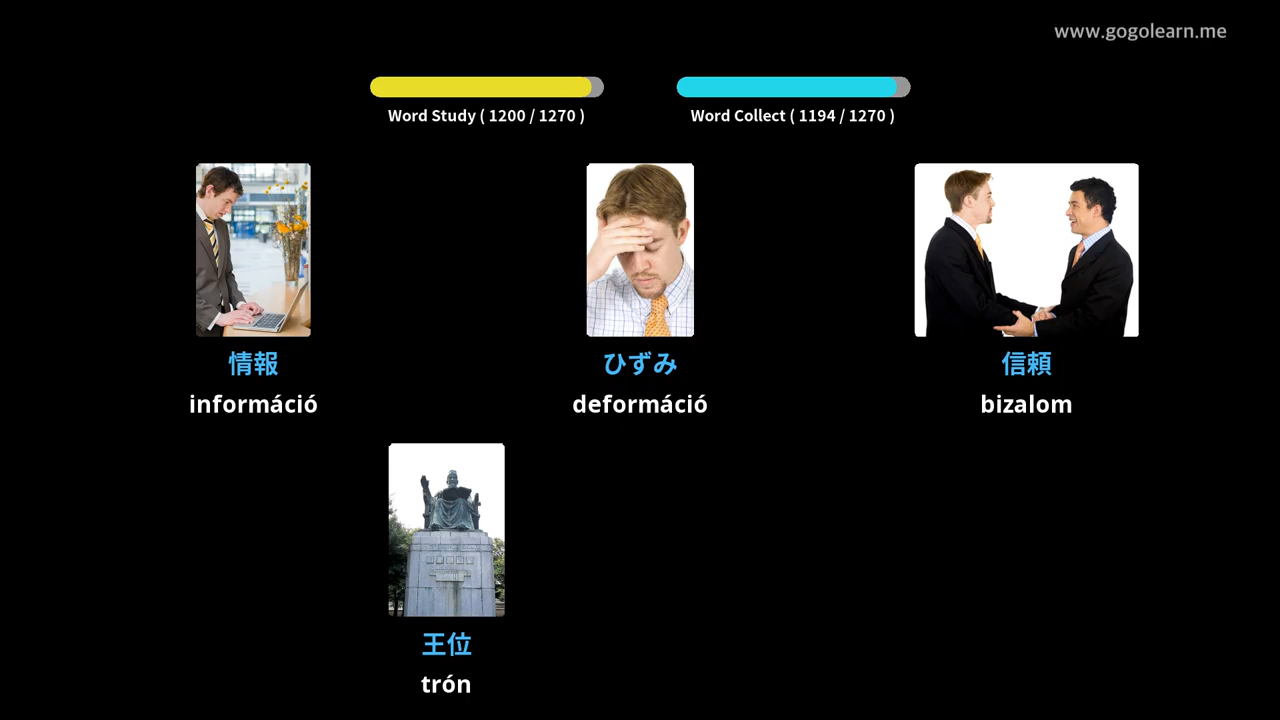 www.gogolearn.me
Word Study ( 1200 / 1270 )
Word Collect ( 1194 / 1270 )
情報
ひずみ
信頼
információ
deformáció
bizalom
王位
trón